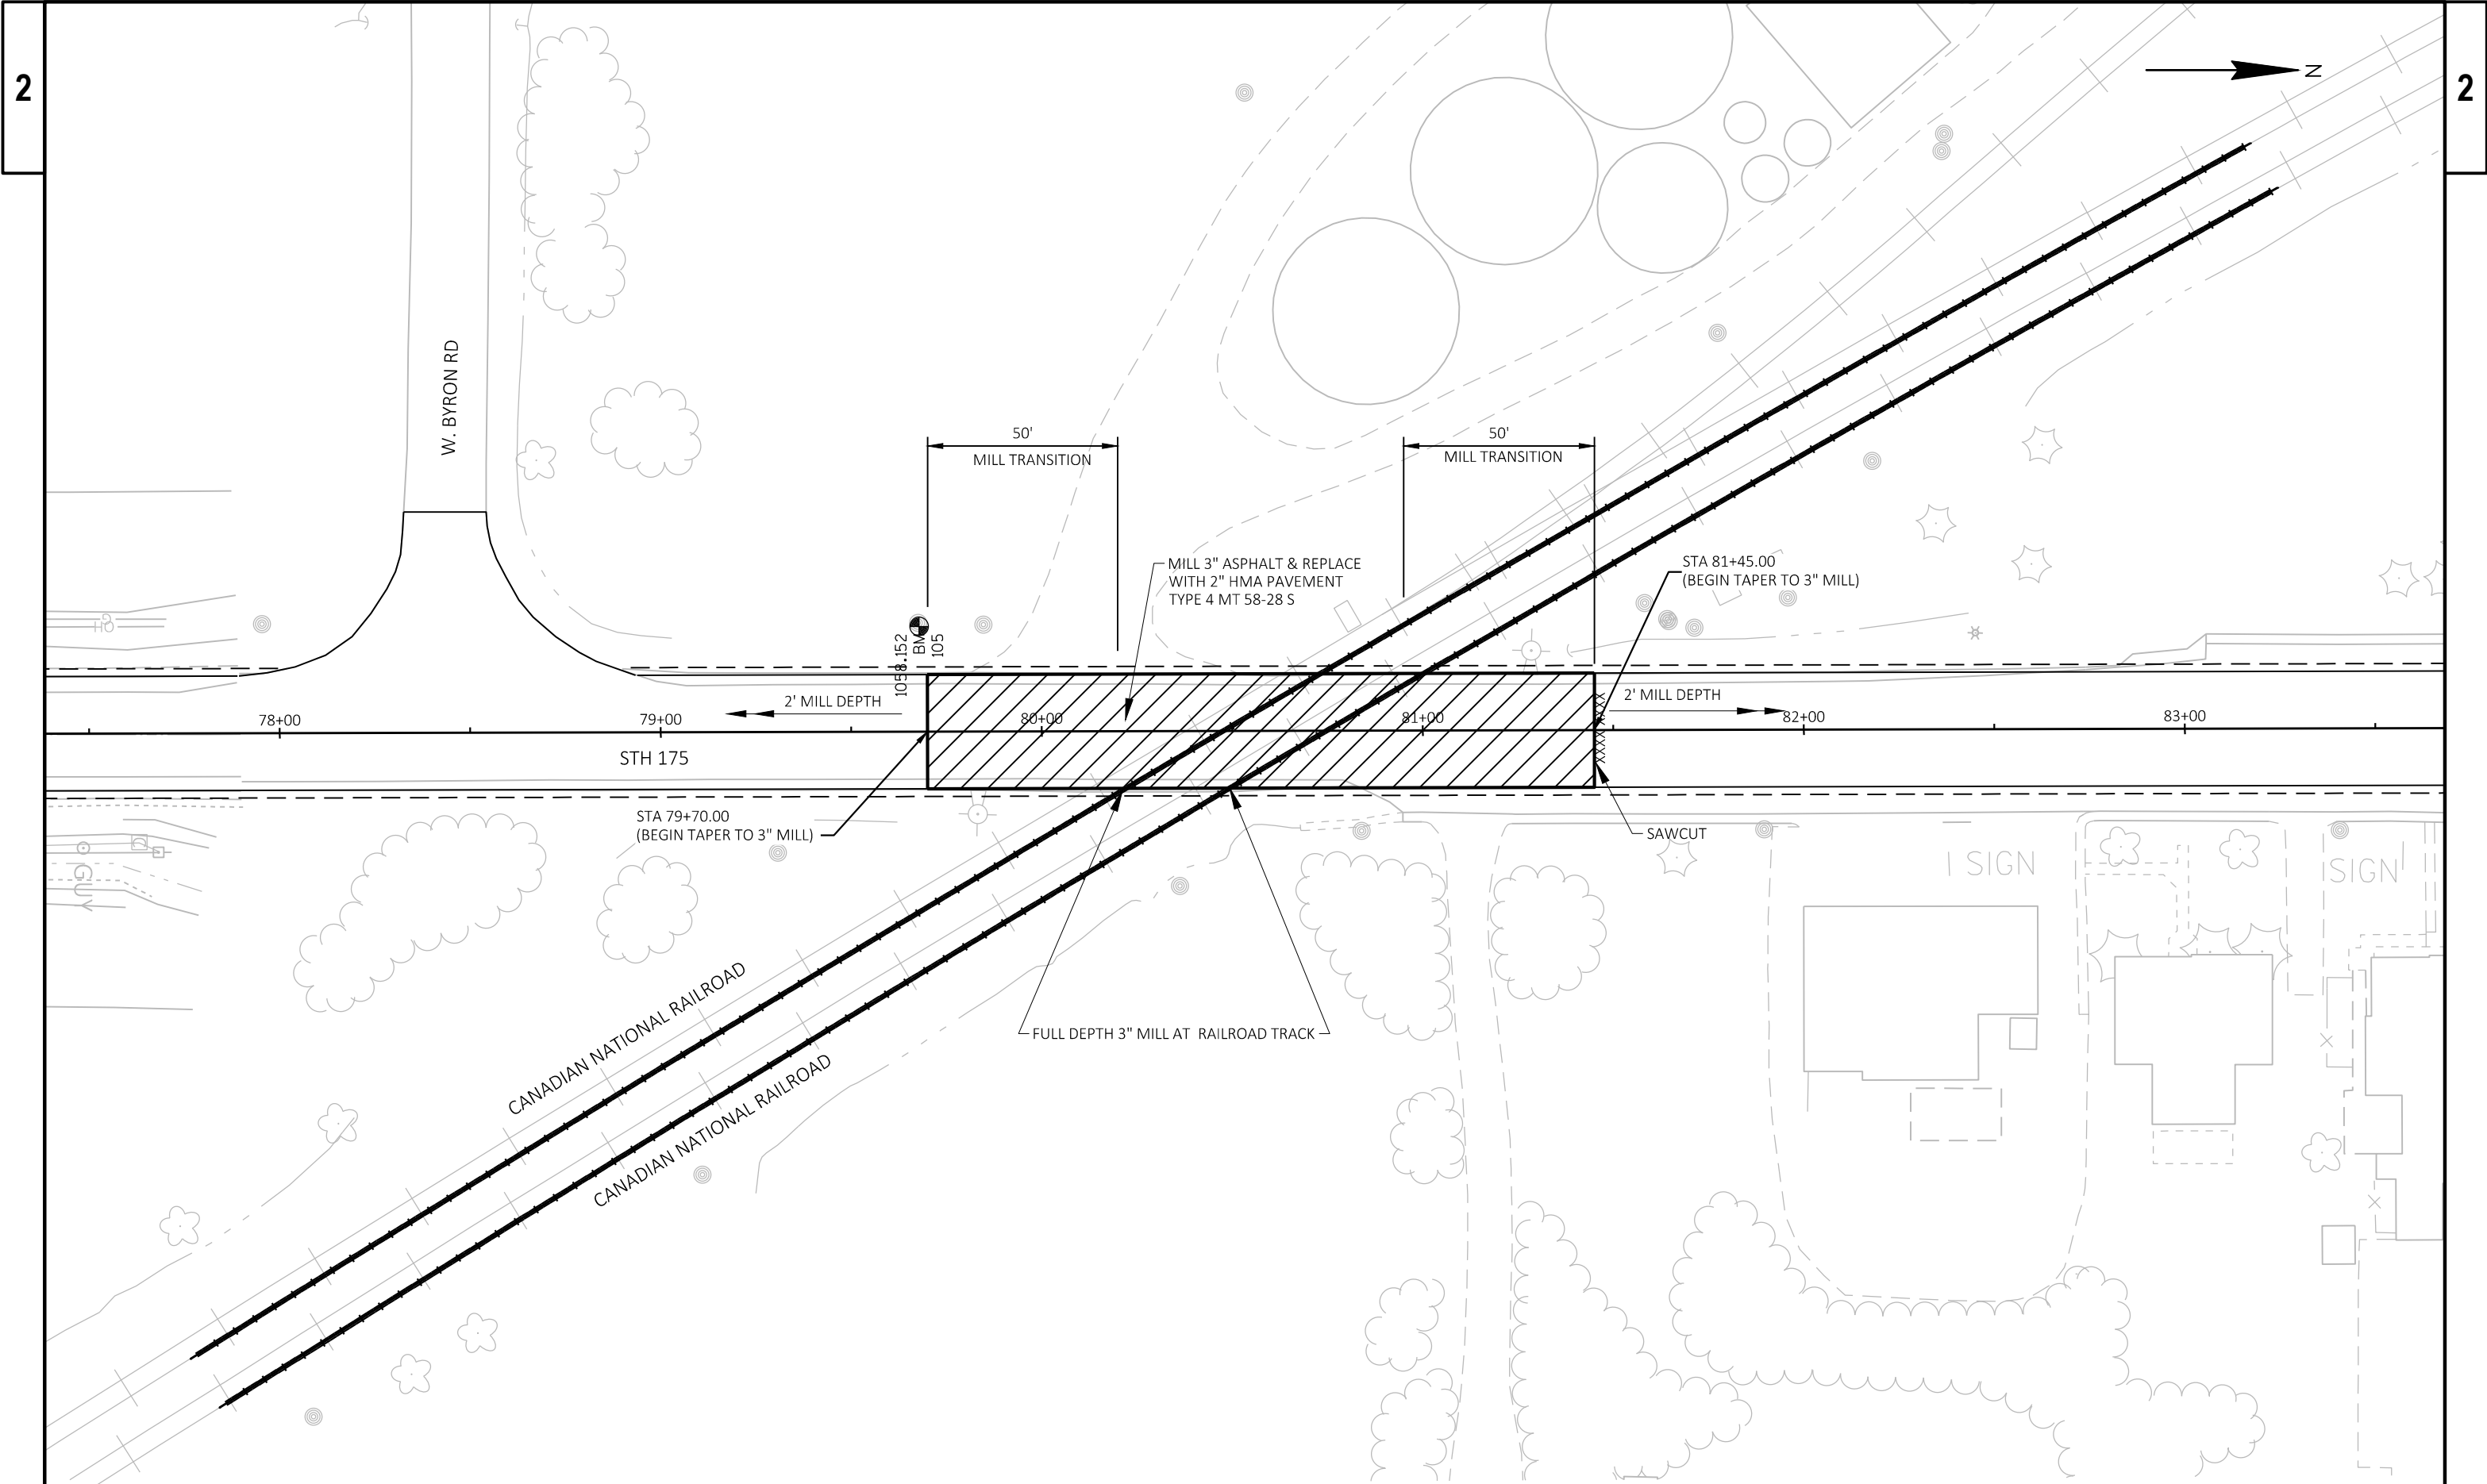 2
2
N
W. BYRON RD
50'
MILL TRANSITION
50'
MILL TRANSITION
MILL 3" ASPHALT & REPLACE
WITH 2" HMA PAVEMENT
TYPE 4 MT 58-28 S
STA 81+45.00
(BEGIN TAPER TO 3" MILL)
1058.152
BM
105
2' MILL DEPTH
2' MILL DEPTH
78+00
79+00
80+00
81+00
82+00
83+00
XXXXXXXXX
STH 175
STA 79+70.00
(BEGIN TAPER TO 3" MILL)
SAWCUT
SIGN
SIGN
FULL DEPTH 3" MILL AT RAILROAD TRACK
CANADIAN NATIONAL RAILROAD
CANADIAN NATIONAL RAILROAD